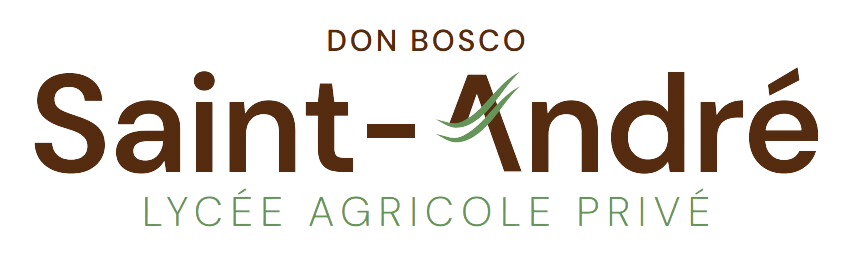 DON BOSCO
Saint-André
LYCÉE AGRICOLE PRIVÉ